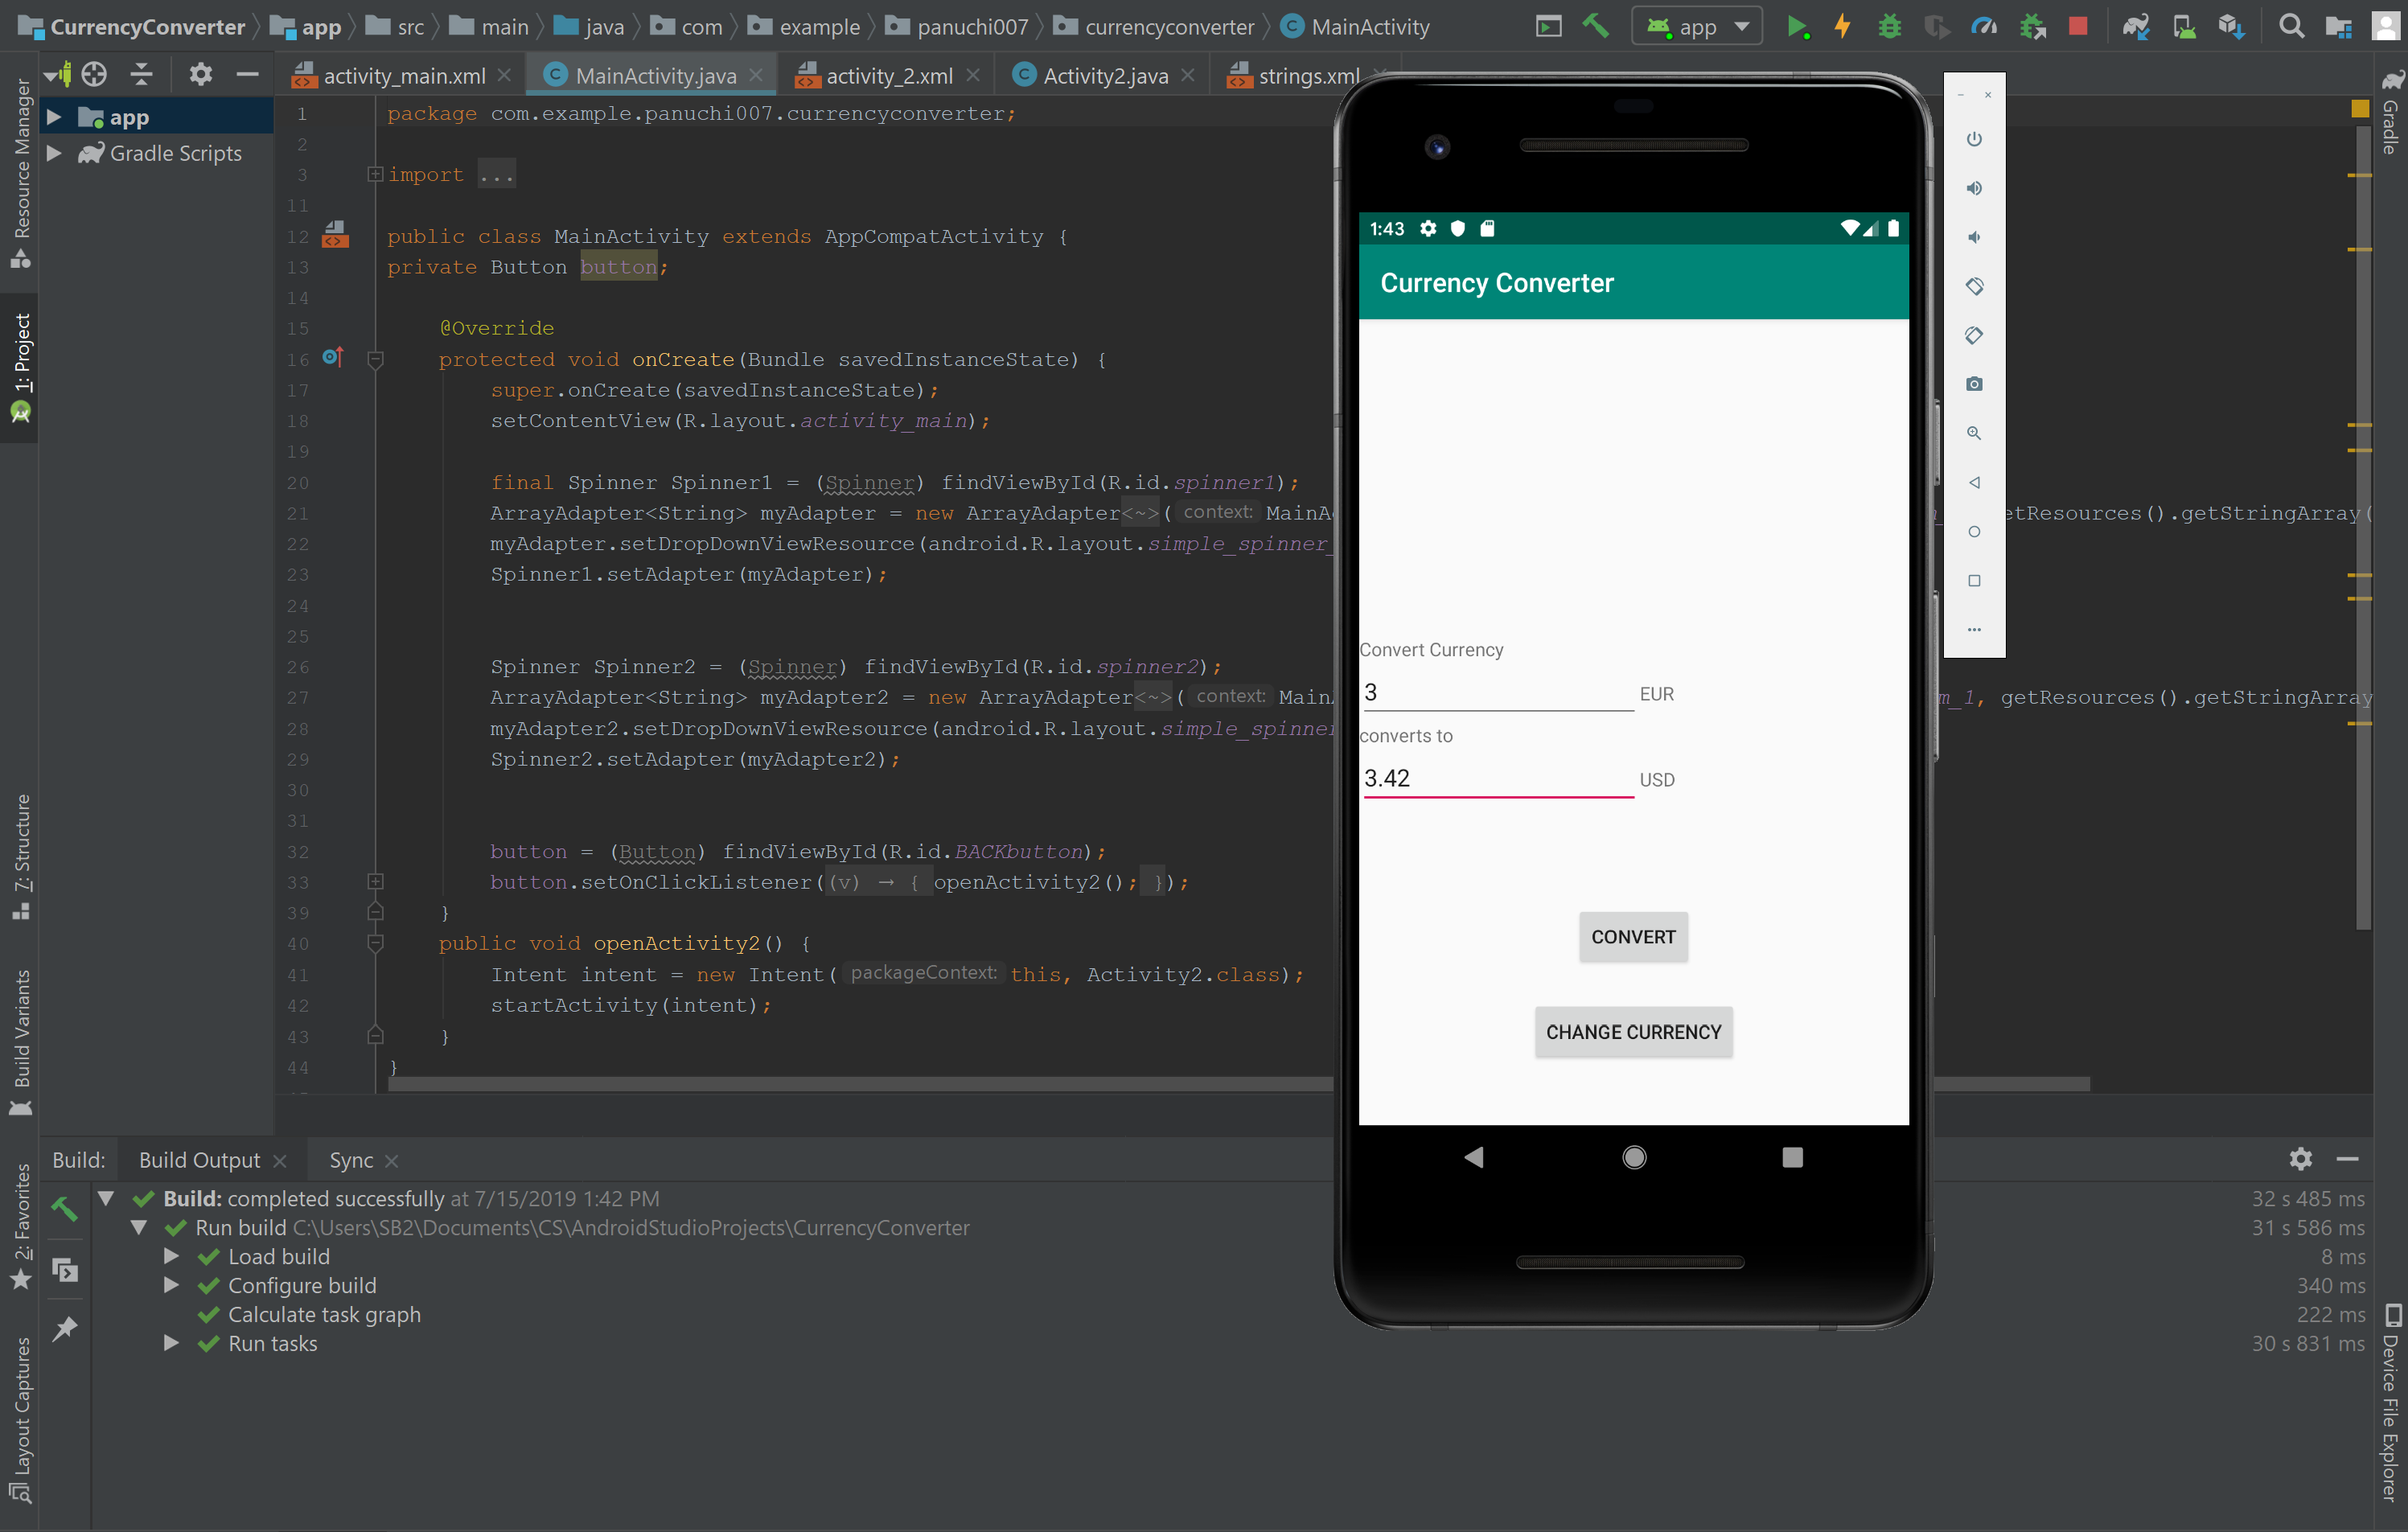 CurrencyConverter app src main java com example panuchi007 currencyconverter MainActivity app
activity_main.xml MainActivity.java activity_2.xml Activity2.java strings.xml
Resource Manager
1: Project
7: Structure
Build Variants
2: Favorites
Layout Captures
app
Gradle Scripts
1 package com.example.panuchi007.currencyconverter;
2
3 import ...
11
12 public class MainActivity extends AppCompatActivity {
13 private Button button;
14
15 @Override
16 protected void onCreate(Bundle savedInstanceState) {
17 super.onCreate(savedInstanceState);
18 setContentView(R.layout.activity_main);
19
20 final Spinner Spinner1 = (Spinner) findViewById(R.id.spinner1);
21 ArrayAdapter<String> myAdapter = new ArrayAdapter<~>( context: MainA etResources().getStringArray(
22 myAdapter.setDropDownViewResource(android.R.layout.simple_spinner_
23 Spinner1.setAdapter(myAdapter);
24
25
26 Spinner Spinner2 = (Spinner) findViewById(R.id.spinner2);
27 ArrayAdapter<String> myAdapter2 = new ArrayAdapter<~>( context: Main m_1, getResources().getStringArray
28 myAdapter2.setDropDownViewResource(android.R.layout.simple_spinner
29 Spinner2.setAdapter(myAdapter2);
30
31
32 button = (Button) findViewById(R.id.BACKbutton);
33 button.setOnClickListener((v) → { openActivity2(); });
39 }
40 public void openActivity2() {
41 Intent intent = new Intent( packageContext: this, Activity2.class);
42 startActivity(intent);
43 }
44 }
1:43
Currency Converter
Convert Currency
3 EUR
converts to
3.42 USD
CONVERT
CHANGE CURRENCY
Gradle
Device File Explorer
Build: Build Output Sync
Build: completed successfully at 7/15/2019 1:42 PM 32 s 485 ms
Run build C:\Users\SB2\Documents\CS\AndroidStudioProjects\CurrencyConverter 31 s 586 ms
Load build 8 ms
Configure build 340 ms
Calculate task graph 222 ms
Run tasks 30 s 831 ms